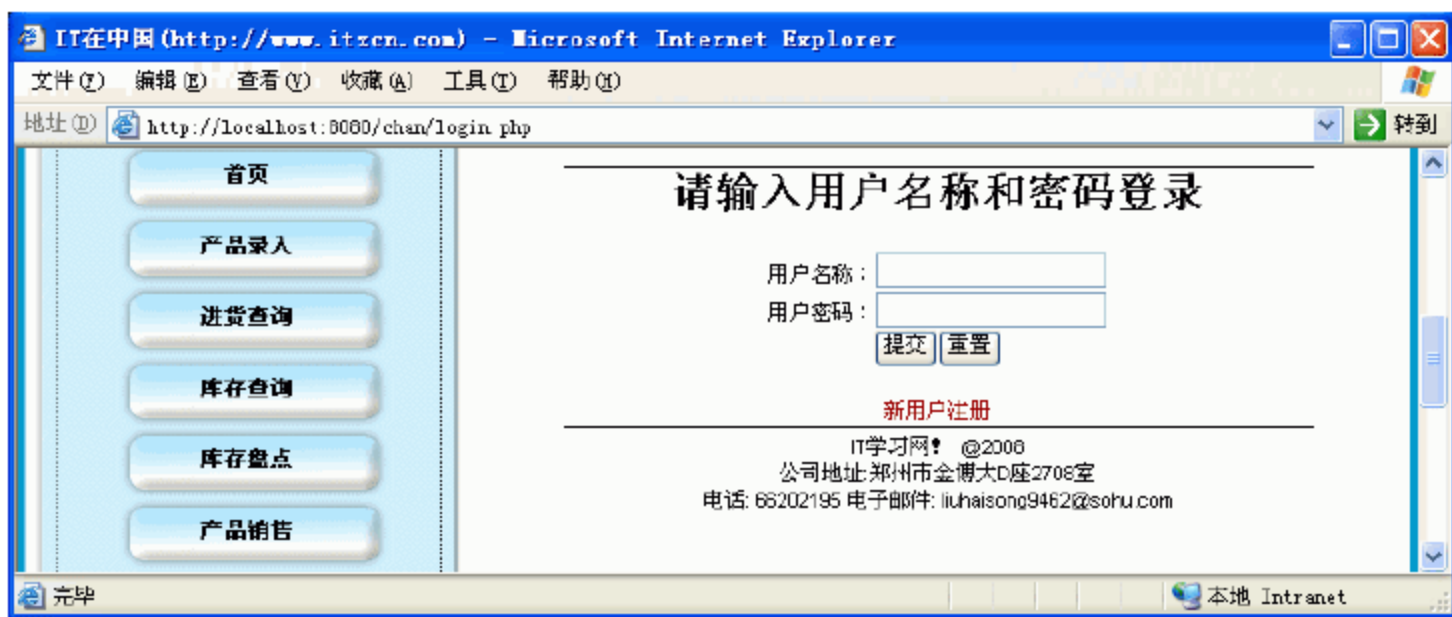 IT在中国(http://www.itzcn.com) - Microsoft Internet Explorer
文件(F) 编辑(E) 查看(V) 收藏(A) 工具(T) 帮助(H)
地址(D) http://localhost:8080/chan/login.php 转到
首页
产品录入
进货查询
库存查询
库存盘点
产品销售
请输入用户名称和密码登录
用户名称：
用户密码：
提交 重置
新用户注册
IT学习网！ @2008
公司地址:郑州市金博大D座2708室
电话: 66202195 电子邮件: liuhaisong9462@sohu.com
完毕 本地 Intranet